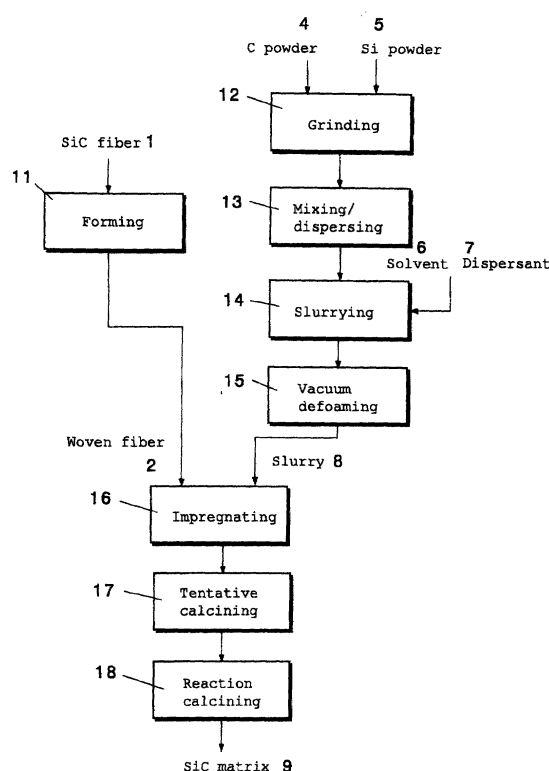 4 5
C powder Si powder
12
Grinding
SiC fiber 1
11
Forming
13
Mixing/
dispersing
6 7
Solvent Dispersant
14
Slurrying
15
Vacuum
defoaming
Woven fiber
2
Slurry 8
16
Impregnating
17
Tentative
calcining
18
Reaction
calcining
SiC matrix 9